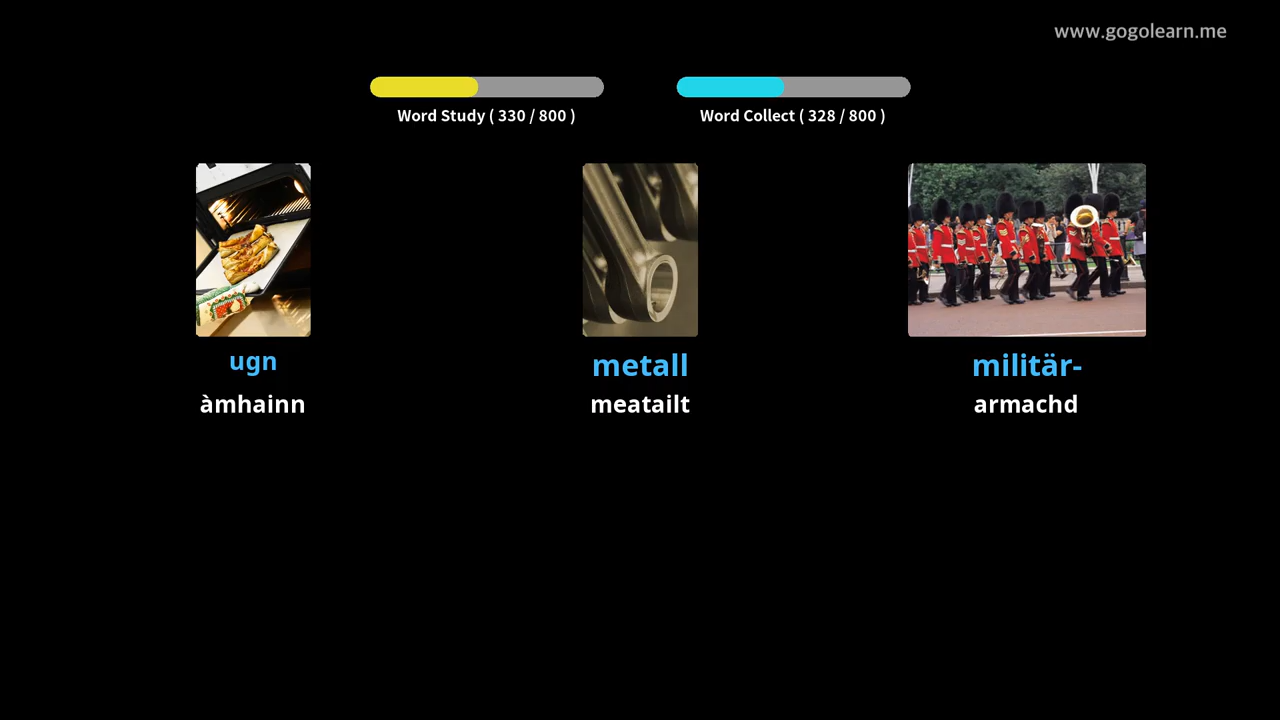 www.gogolearn.me
Word Study ( 330 / 800 )
Word Collect ( 328 / 800 )
ugn
metall
militär-
àmhainn
meatailt
armachd